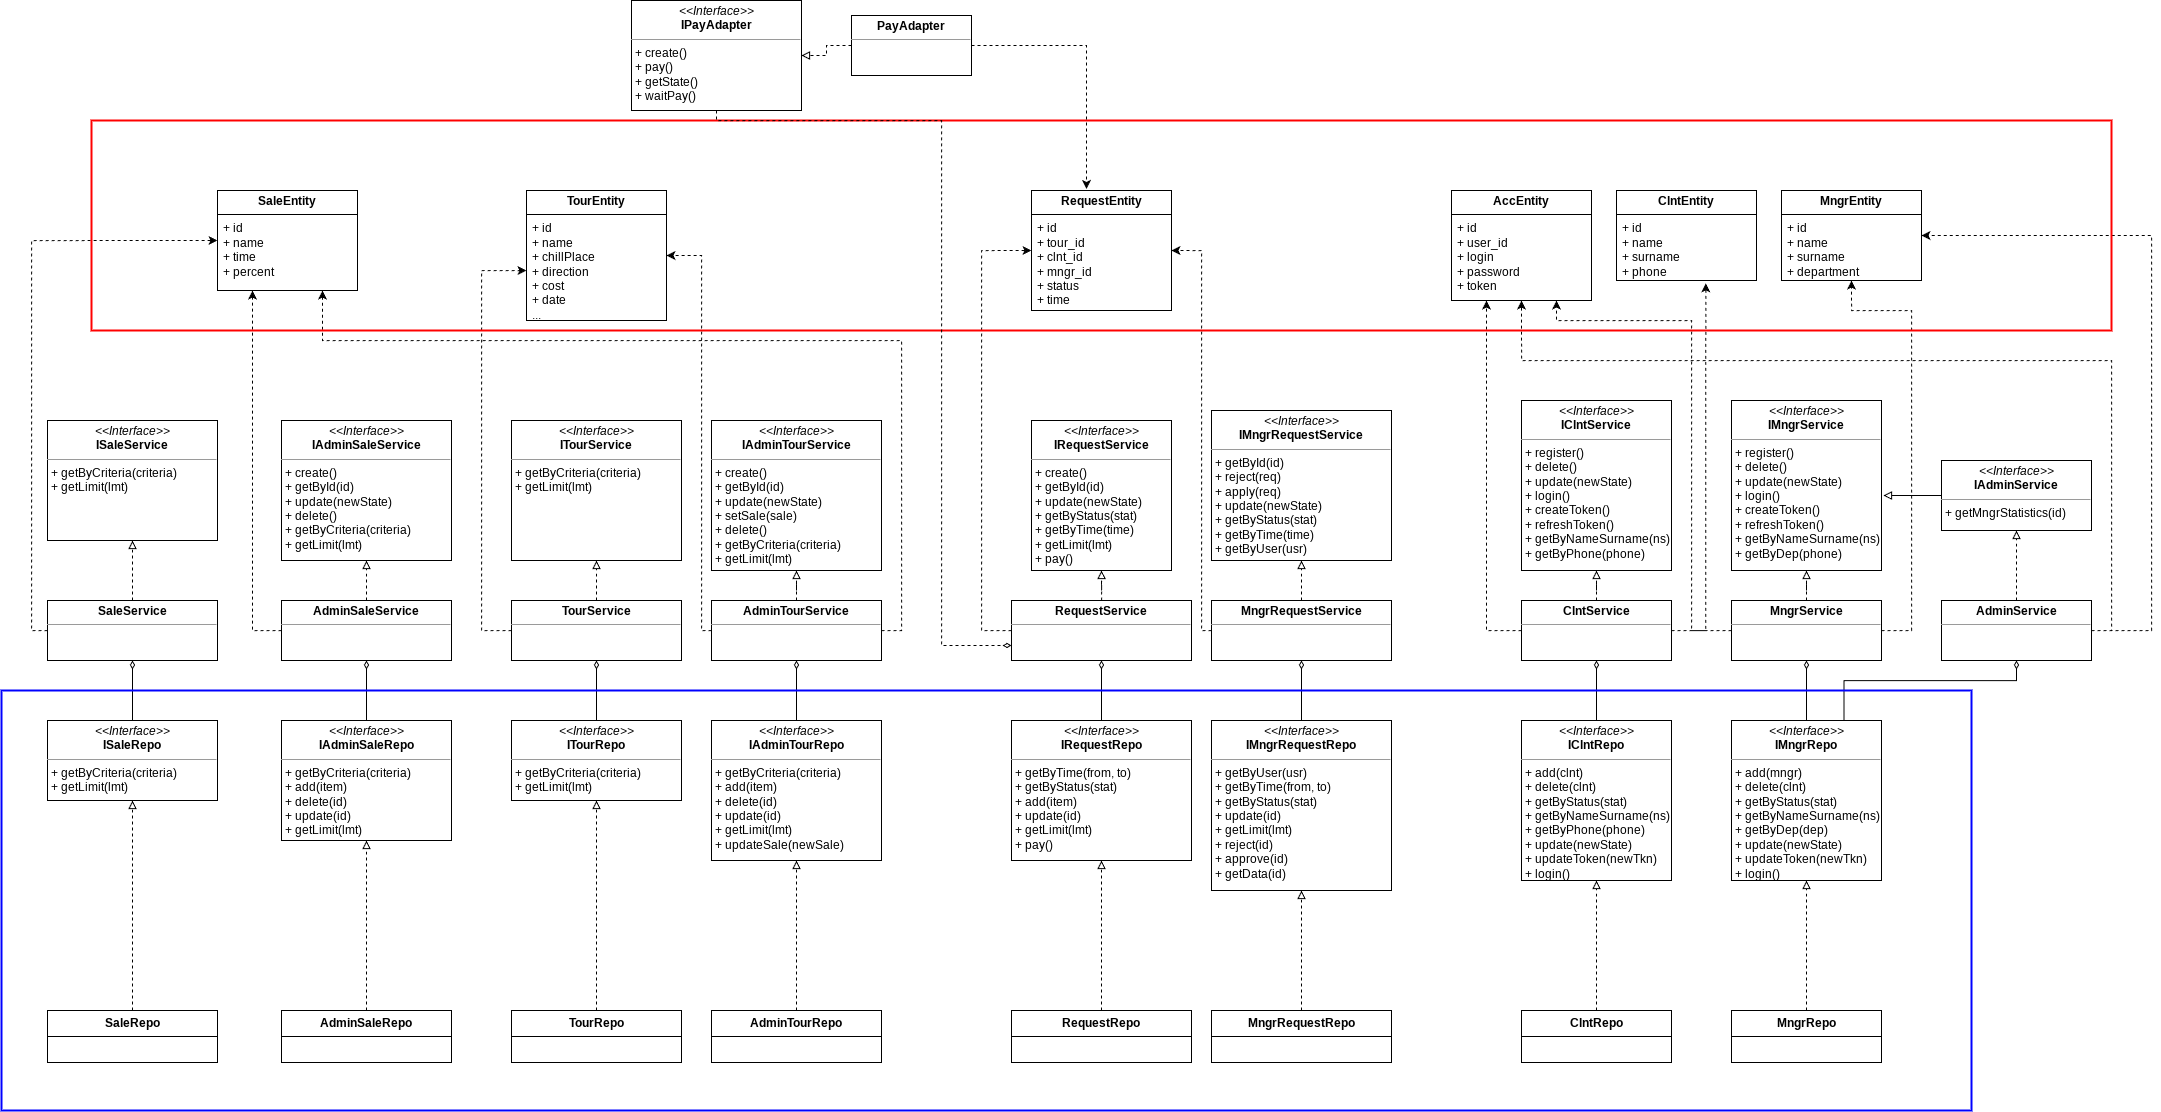 <<Interface>>
IPayAdapter
+ create()
+ pay()
+ getState()
+ waitPay()
PayAdapter
SaleEntity
+ id
+ name
+ time
+ percent
TourEntity
+ id
+ name
+ chillPlace
+ direction
+ cost
+ date
...
RequestEntity
+ id
+ tour_id
+ clnt_id
+ mngr_id
+ status
+ time
AccEntity
+ id
+ user_id
+ login
+ password
+ token
ClntEntity
+ id
+ name
+ surname
+ phone
MngrEntity
+ id
+ name
+ surname
+ department
<<Interface>>
ISaleService
+ getByCriteria(criteria)
+ getLimit(lmt)
<<Interface>>
IAdminSaleService
+ create()
+ getById(id)
+ update(newState)
+ delete()
+ getByCriteria(criteria)
+ getLimit(lmt)
<<Interface>>
ITourService
+ getByCriteria(criteria)
+ getLimit(lmt)
<<Interface>>
IAdminTourService
+ create()
+ getById(id)
+ update(newState)
+ setSale(sale)
+ delete()
+ getByCriteria(criteria)
+ getLimit(lmt)
<<Interface>>
IRequestService
+ create()
+ getById(id)
+ update(newState)
+ getByStatus(stat)
+ getByTime(time)
+ getLimit(lmt)
+ pay()
<<Interface>>
IMngrRequestService
+ getById(id)
+ reject(req)
+ apply(req)
+ update(newState)
+ getByStatus(stat)
+ getByTime(time)
+ getByUser(usr)
<<Interface>>
IClntService
+ register()
+ delete()
+ update(newState)
+ login()
+ createToken()
+ refreshToken()
+ getByNameSurname(ns)
+ getByPhone(phone)
<<Interface>>
IMngrService
+ register()
+ delete()
+ update(newState)
+ login()
+ createToken()
+ refreshToken()
+ getByNameSurname(ns)
+ getByDep(phone)
<<Interface>>
IAdminService
+ getMngrStatistics(id)
SaleService
AdminSaleService
TourService
AdminTourService
RequestService
MngrRequestService
ClntService
MngrService
AdminService
<<Interface>>
ISaleRepo
+ getByCriteria(criteria)
+ getLimit(lmt)
<<Interface>>
IAdminSaleRepo
+ getByCriteria(criteria)
+ add(item)
+ delete(id)
+ update(id)
+ getLimit(lmt)
<<Interface>>
ITourRepo
+ getByCriteria(criteria)
+ getLimit(lmt)
<<Interface>>
IAdminTourRepo
+ getByCriteria(criteria)
+ add(item)
+ delete(id)
+ update(id)
+ getLimit(lmt)
+ updateSale(newSale)
<<Interface>>
IRequestRepo
+ getByTime(from, to)
+ getByStatus(stat)
+ add(item)
+ update(id)
+ getLimit(lmt)
+ pay()
<<Interface>>
IMngrRequestRepo
+ getByUser(usr)
+ getByTime(from, to)
+ getByStatus(stat)
+ update(id)
+ getLimit(lmt)
+ reject(id)
+ approve(id)
+ getData(id)
<<Interface>>
IClntRepo
+ add(clnt)
+ delete(clnt)
+ getByStatus(stat)
+ getByNameSurname(ns)
+ getByPhone(phone)
+ update(newState)
+ updateToken(newTkn)
+ login()
<<Interface>>
IMngrRepo
+ add(mngr)
+ delete(clnt)
+ getByStatus(stat)
+ getByNameSurname(ns)
+ getByDep(dep)
+ update(newState)
+ updateToken(newTkn)
+ login()
SaleRepo
AdminSaleRepo
TourRepo
AdminTourRepo
RequestRepo
MngrRequestRepo
ClntRepo
MngrRepo